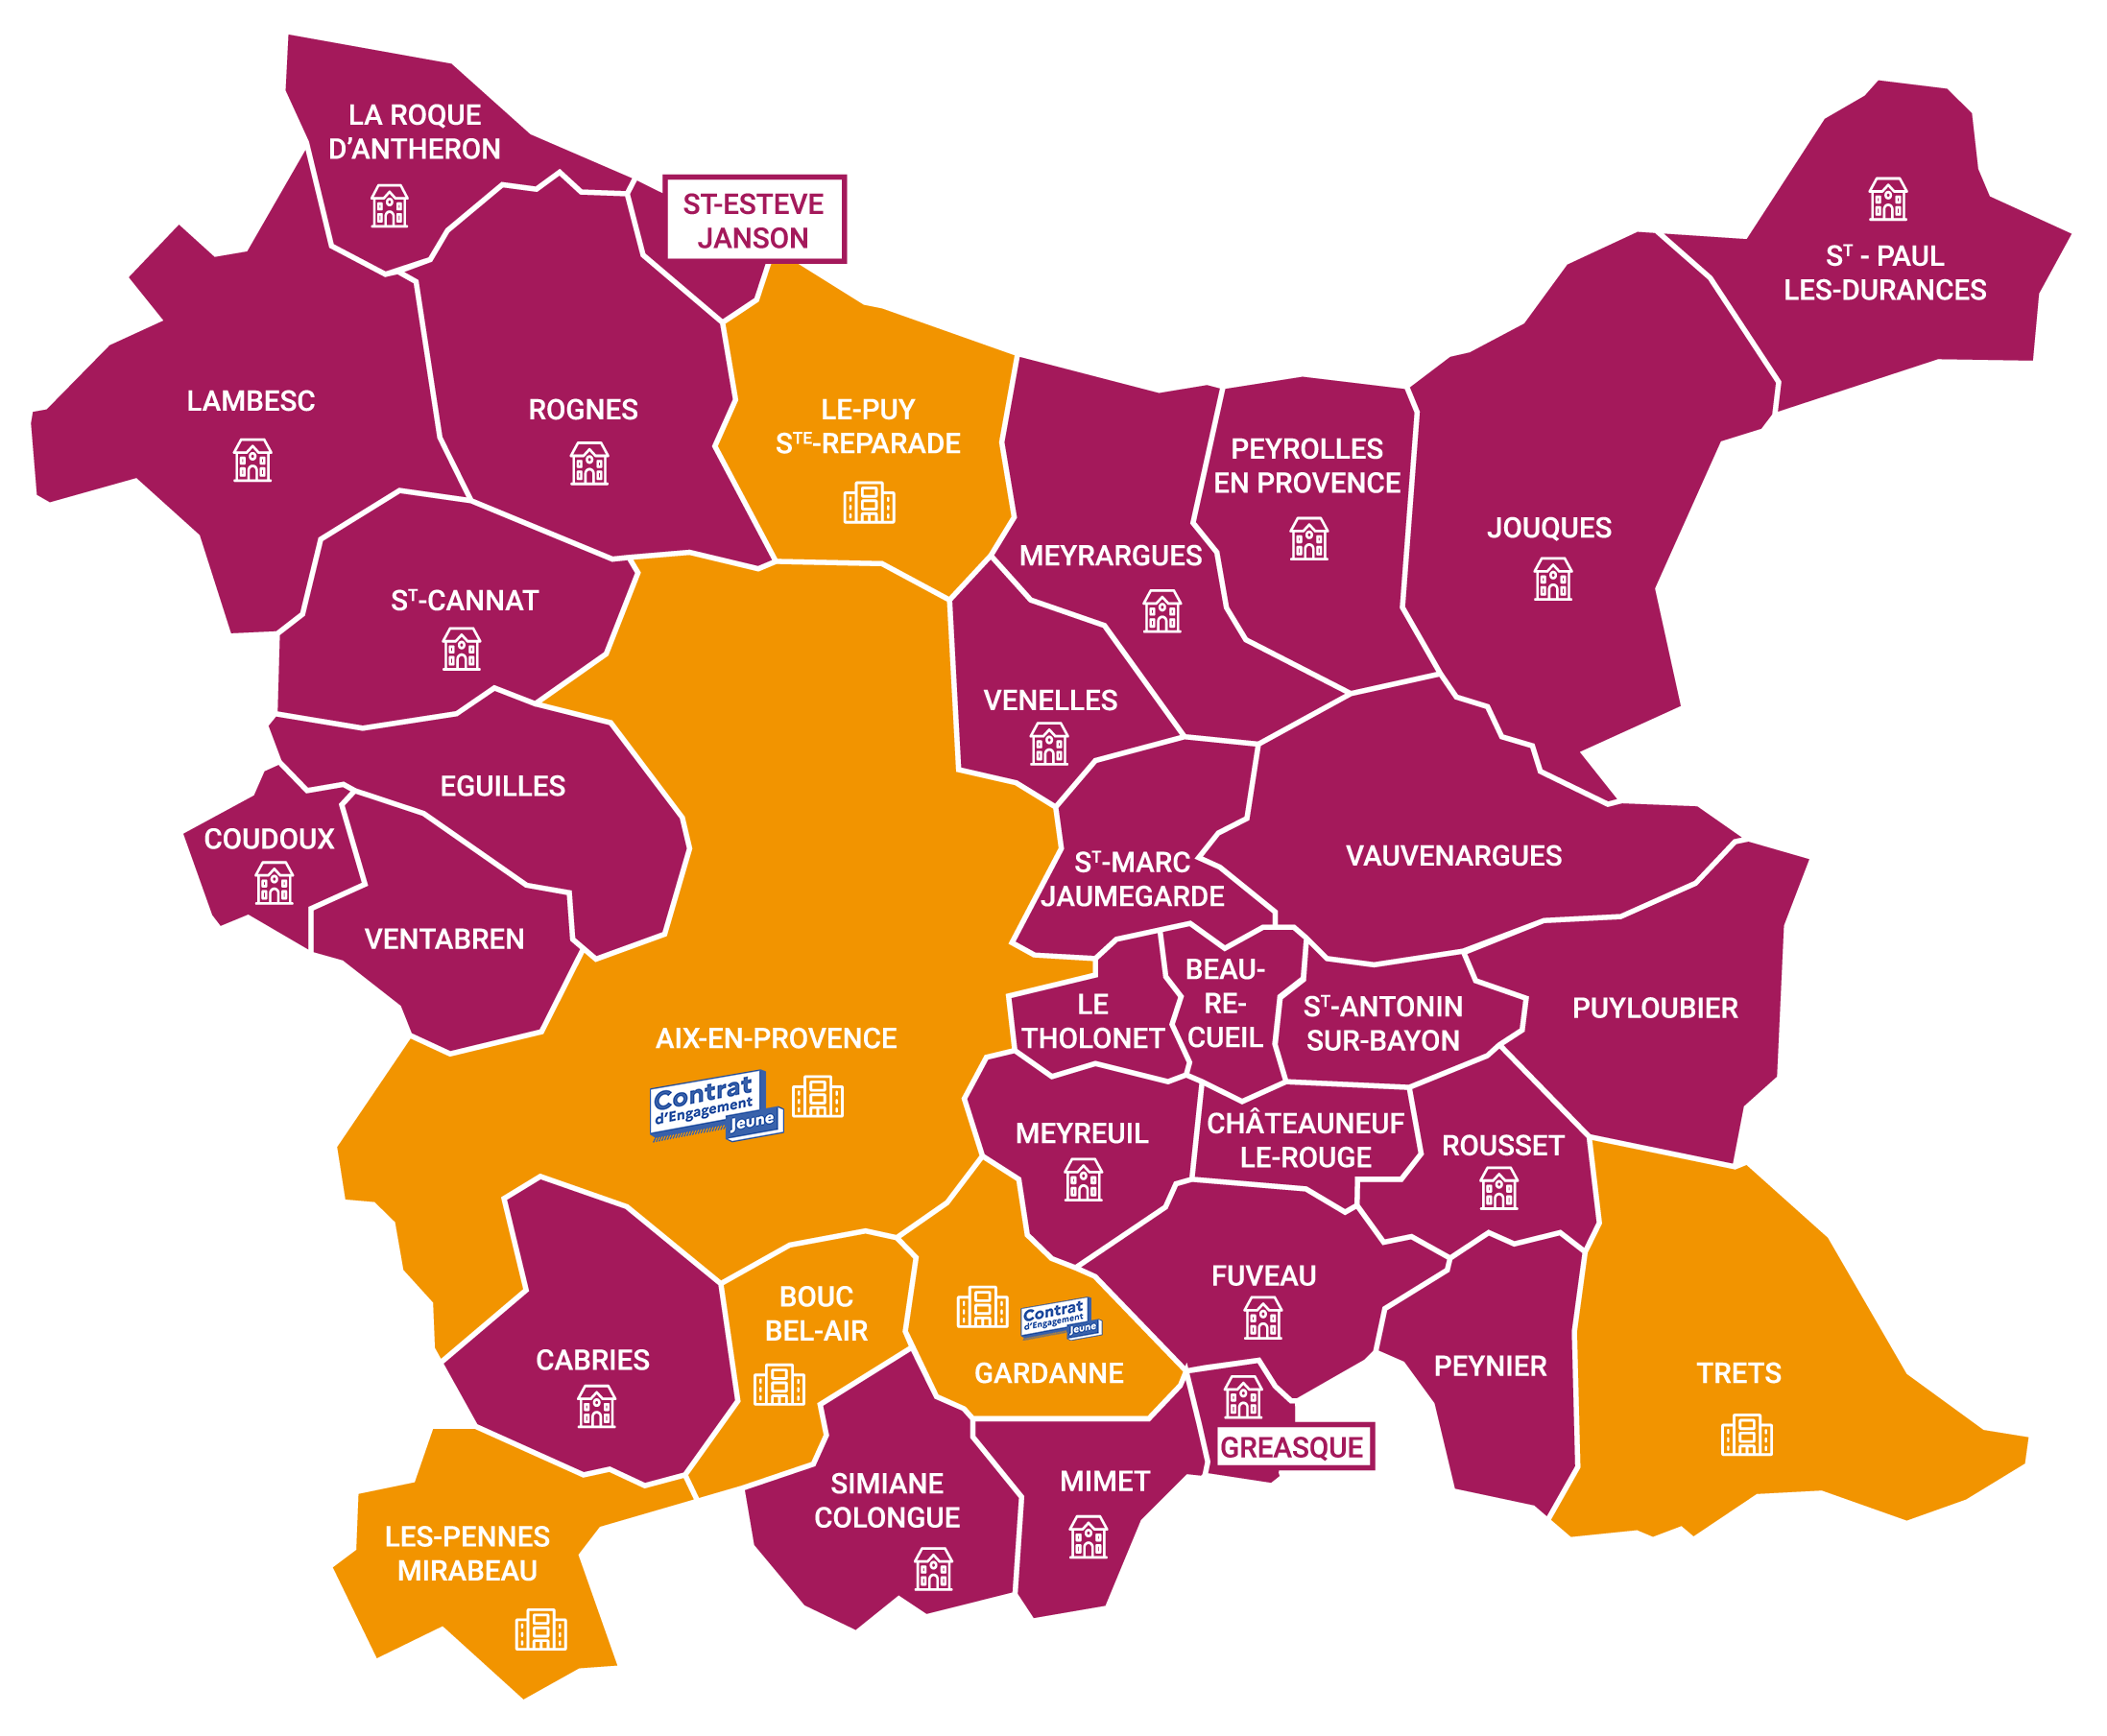 LA ROQUE
D’ANTHERON
ST-ESTEVE
JANSON
Sᵀ - PAUL
LES-DURANCES
LAMBESC
ROGNES
LE-PUY
Sᵀᴱ-REPARADE
PEYROLLES
EN PROVENCE
JOUQUES
MEYRARGUES
Sᵀ-CANNAT
VENELLES
EGUILLES
COUDOUX
Sᵀ-MARC
JAUMEGARDE
VAUVENARGUES
VENTABREN
BEAU-
RE-
CUEIL
LE
THOLONET
Sᵀ-ANTONIN
SUR-BAYON
PUYLOUBIER
AIX-EN-PROVENCE
Contrat
d’Engagement
Jeune
MEYREUIL
CHÂTEAUNEUF
LE-ROUGE
ROUSSET
FUVEAU
BOUC
BEL-AIR
Contrat
d’Engagement
Jeune
GARDANNE
CABRIES
PEYNIER
TRETS
GREASQUE
SIMIANE
COLONGUE
MIMET
LES-PENNES
MIRABEAU